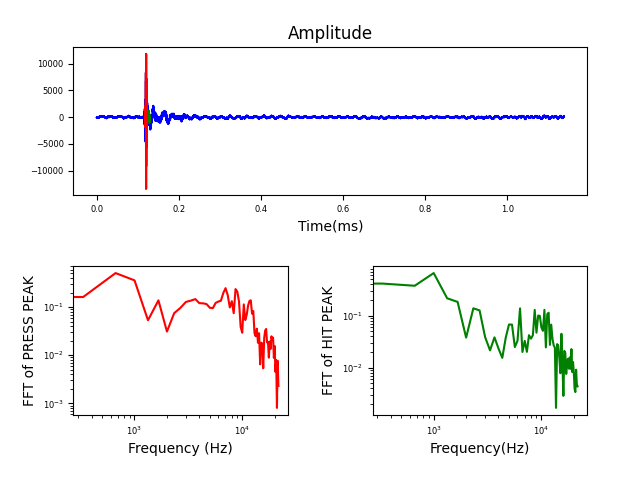 Amplitude
10000
5000
0
−5000
−10000
0.0 0.2 0.4 0.6 0.8 1.0
Time(ms)
FFT of PRESS PEAK
10⁻¹
10⁻²
10⁻³
10³ 10⁴
Frequency (Hz)
FFT of HIT PEAK
10⁻¹
10⁻²
10³ 10⁴
Frequency(Hz)